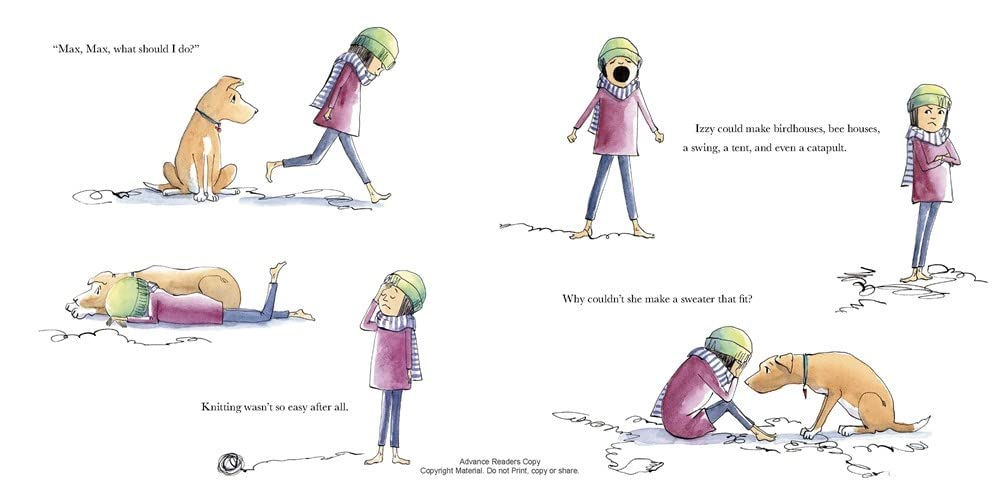 “Max, Max, what should I do?”
Knitting wasn’t so easy after all.
Izzy could make birdhouses, bee houses,
a swing, a tent, and even a catapult.
Why couldn’t she make a sweater that fit?
Advance Readers Copy
Copyright Material. Do not Print, copy or share.